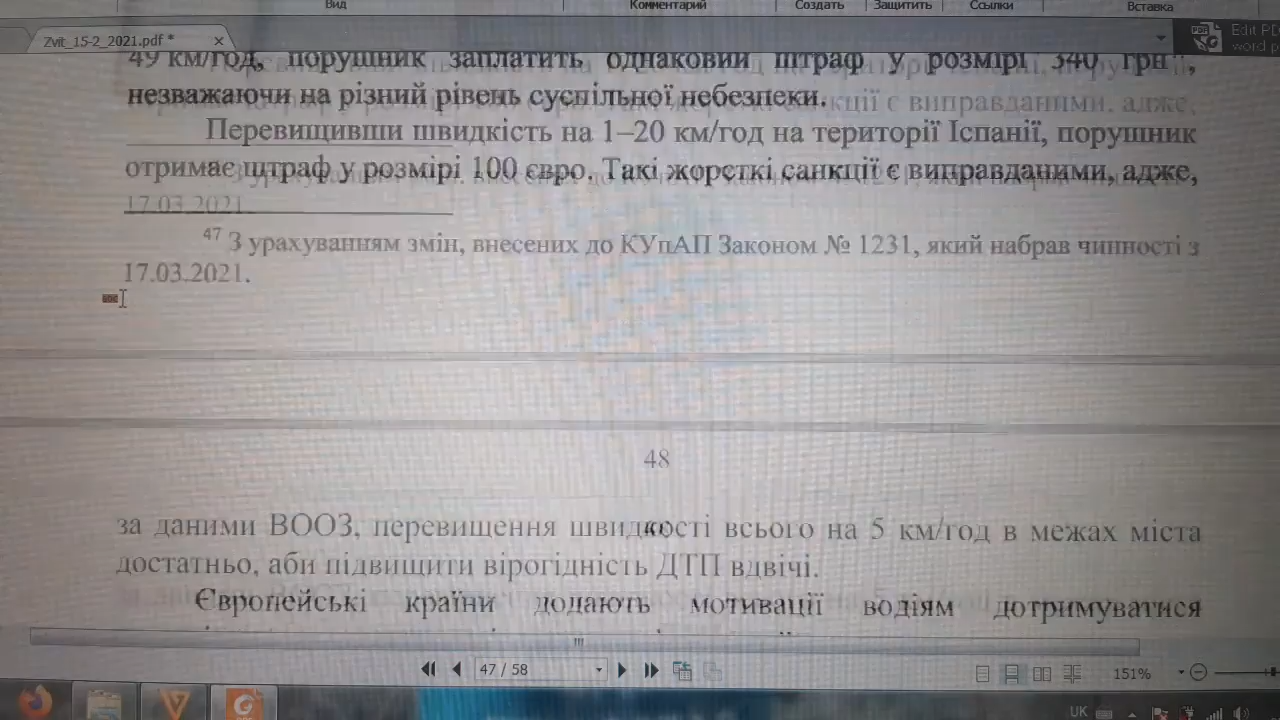 Вид
Комментарий
Создать
Защитить
Ссылки
Вставка
Zvit_15-2_2021.pdf *
Edit PD
word p
49 км/год, порушник заплатить однаковий штраф у розмірі 340 грн
незважаючи на різний рівень суспільної небезпеки.
Перевищивши швидкість на 1–20 км/год на території Іспанії, порушник
отримає штраф у розмірі 100 євро. Такі жорсткі санкції є виправданими, адже,
47 З урахуванням змін, внесених до КУпАП Законом № 1231, який набрав чинності з
17.03.2021.
48
за даними ВООЗ, перевищення швидкості всього на 5 км/год в межах міста
достатньо, аби підвищити вірогідність ДТП вдвічі.
Європейські країни додають мотивації водіям дотримуватися
47 / 58
151%
UK